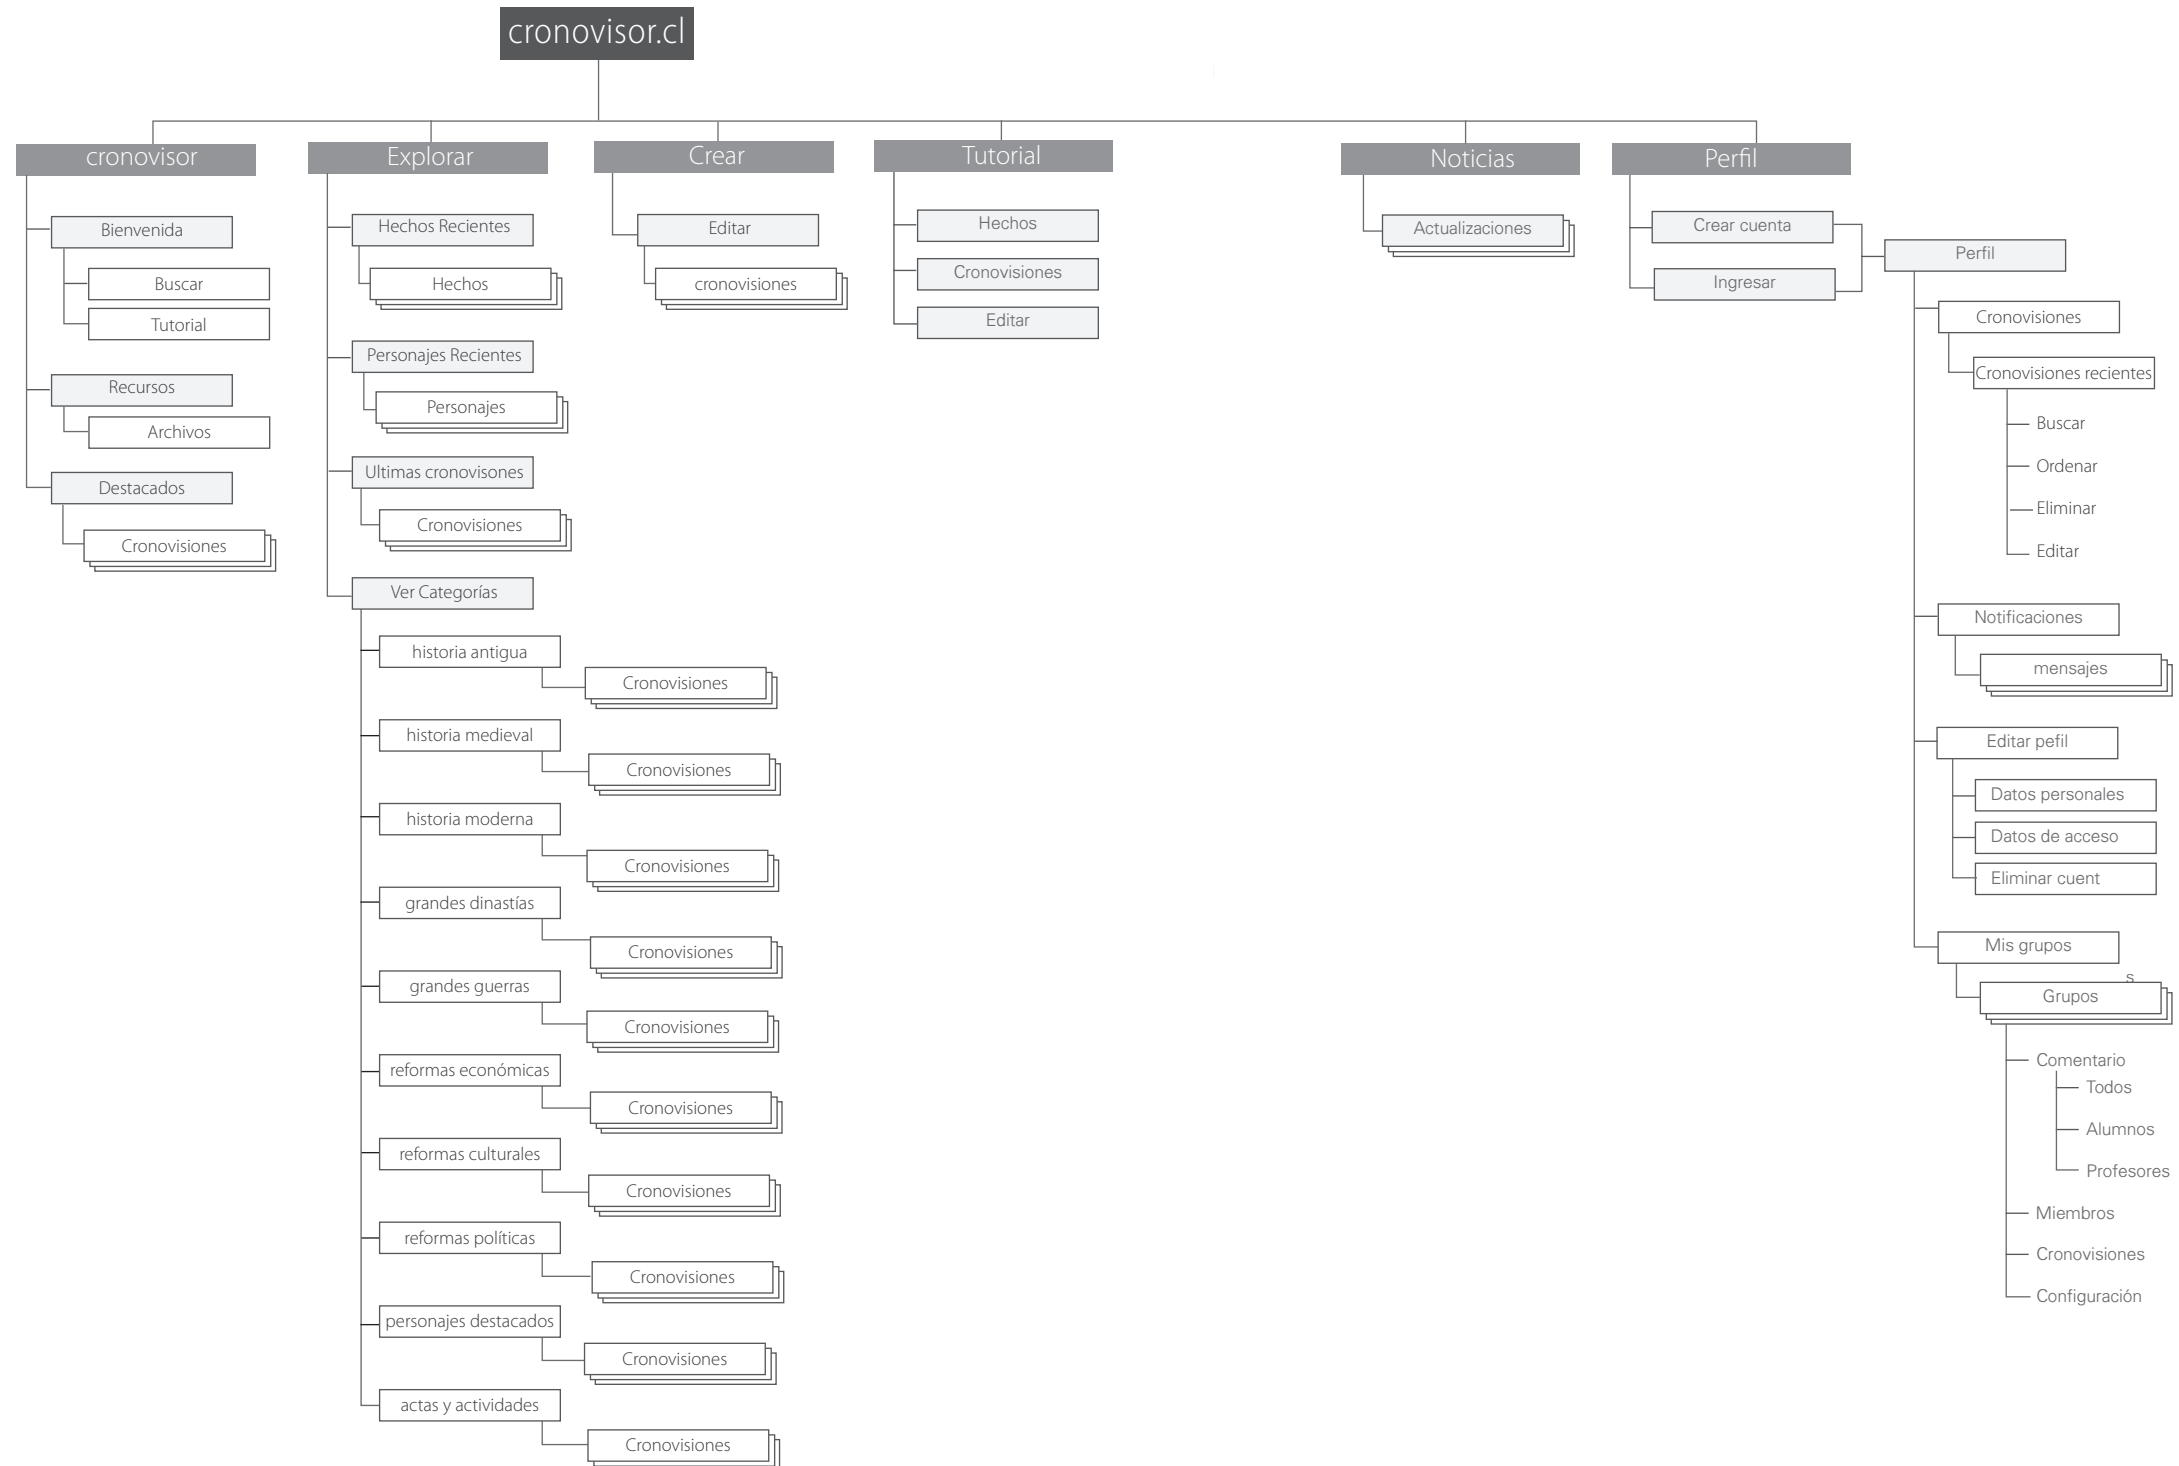 cronovisor.cl
cronovisor
Bienvenida
Buscar
Tutorial
Recursos
Archivos
Destacados
Cronovisiones
Explorar
Hechos Recientes
Hechos
Personajes Recientes
Personajes
Ultimas cronovisones
Cronovisiones
Ver Categorías
historia antigua
Cronovisiones
historia medieval
Cronovisiones
historia moderna
Cronovisiones
grandes dinastías
Cronovisiones
grandes guerras
Cronovisiones
reformas económicas
Cronovisiones
reformas culturales
Cronovisiones
reformas políticas
Cronovisiones
personajes destacados
Cronovisiones
actas y actividades
Cronovisiones
Crear
Editar
cronovisiones
Tutorial
Hechos
Cronovisiones
Editar
Noticias
Actualizaciones
Perfil
Crear cuenta
Ingresar
Perfil
Cronovisiones
Cronovisiones recientes
Buscar
Ordenar
Eliminar
Editar
Notificaciones
mensajes
Editar pefil
Datos personales
Datos de acceso
Eliminar cuent
Mis grupos
s
Grupos
Comentario
Todos
Alumnos
Profesores
Miembros
Cronovisiones
Configuración